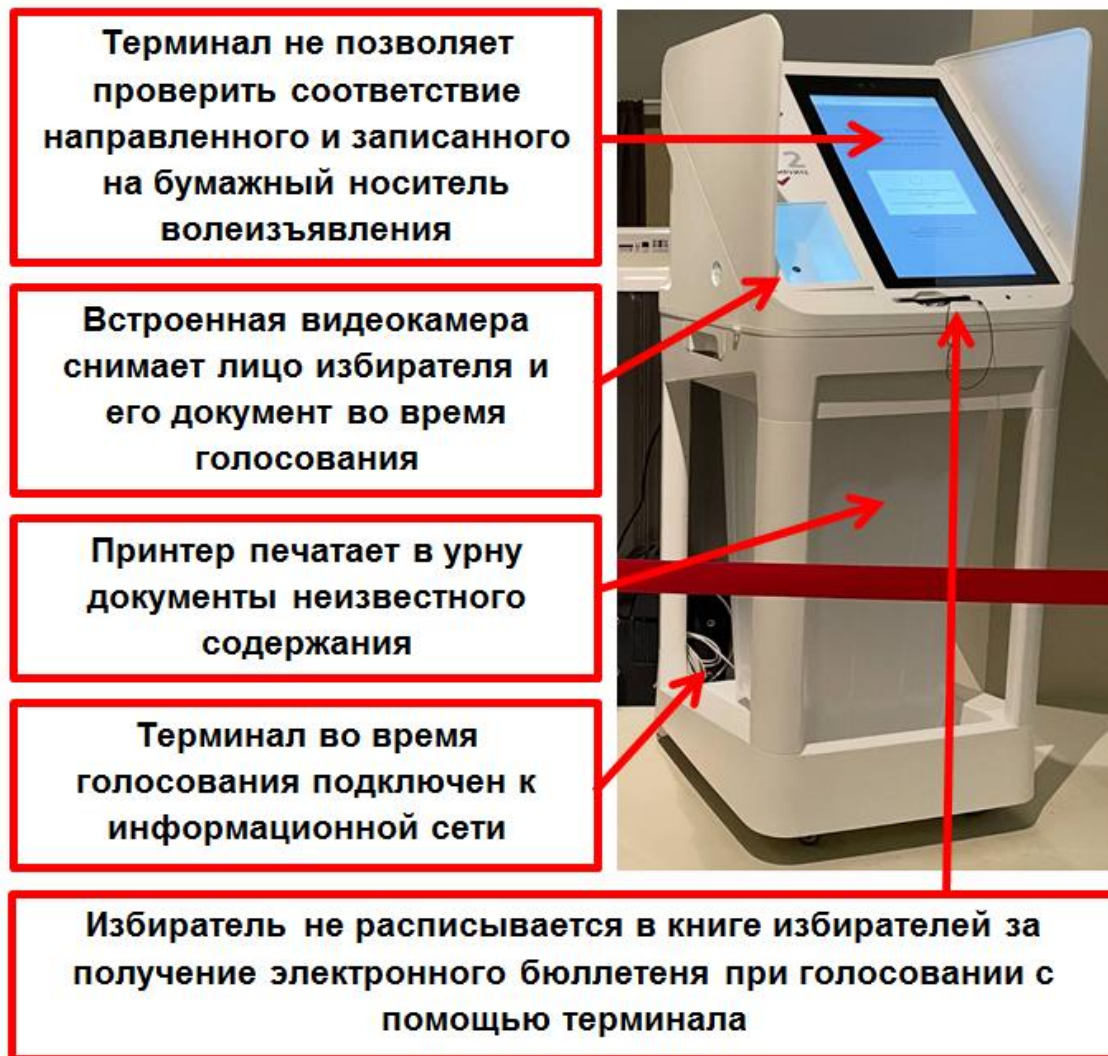 Терминал не позволяет
проверить соответствие
направленного и записанного
на бумажный носитель
волеизъявления
Встроенная видеокамера
снимает лицо избирателя и
его документ во время
голосования
Принтер печатает в урну
документы неизвестного
содержания
Терминал во время
голосования подключен к
информационной сети
Избиратель не расписывается в книге избирателей за
получение электронного бюллетеня при голосовании с
помощью терминала
2